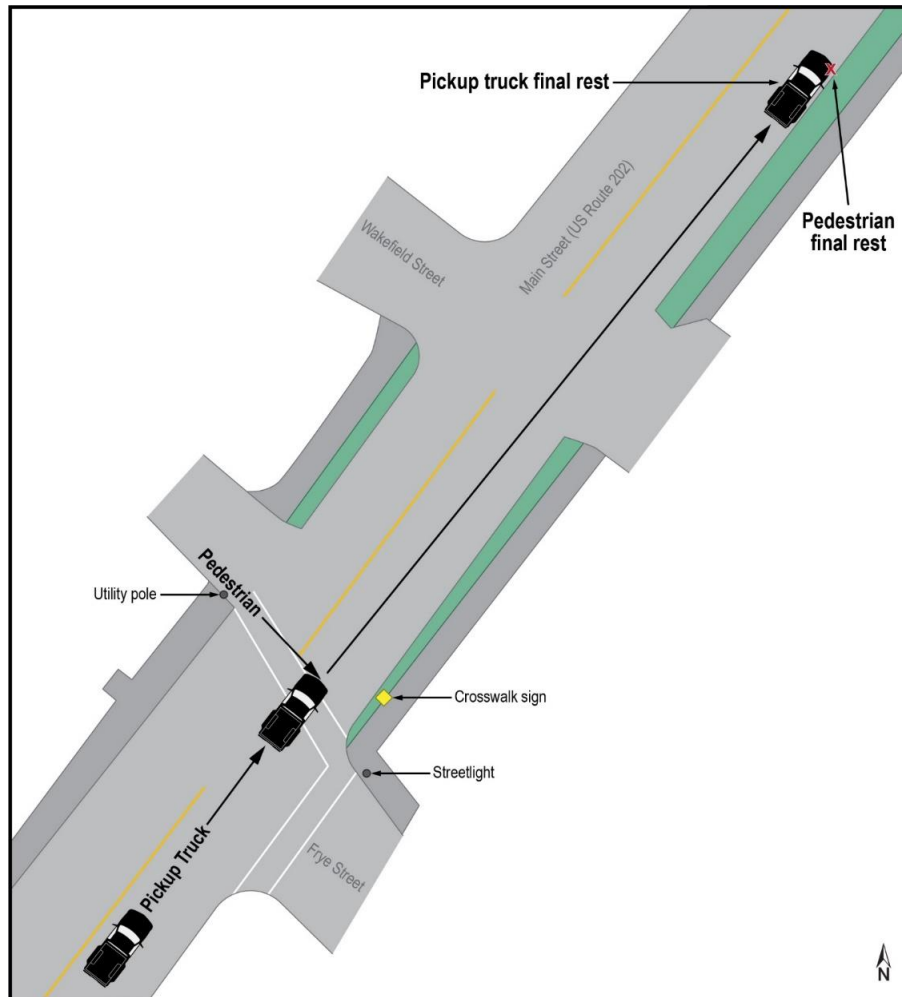 Pickup truck final rest
Pedestrian
final rest
Wakefield Street
Main Street (US Route 202)
Pedestrian
Utility pole
Crosswalk sign
Streetlight
Pickup Truck
Frye Street
N